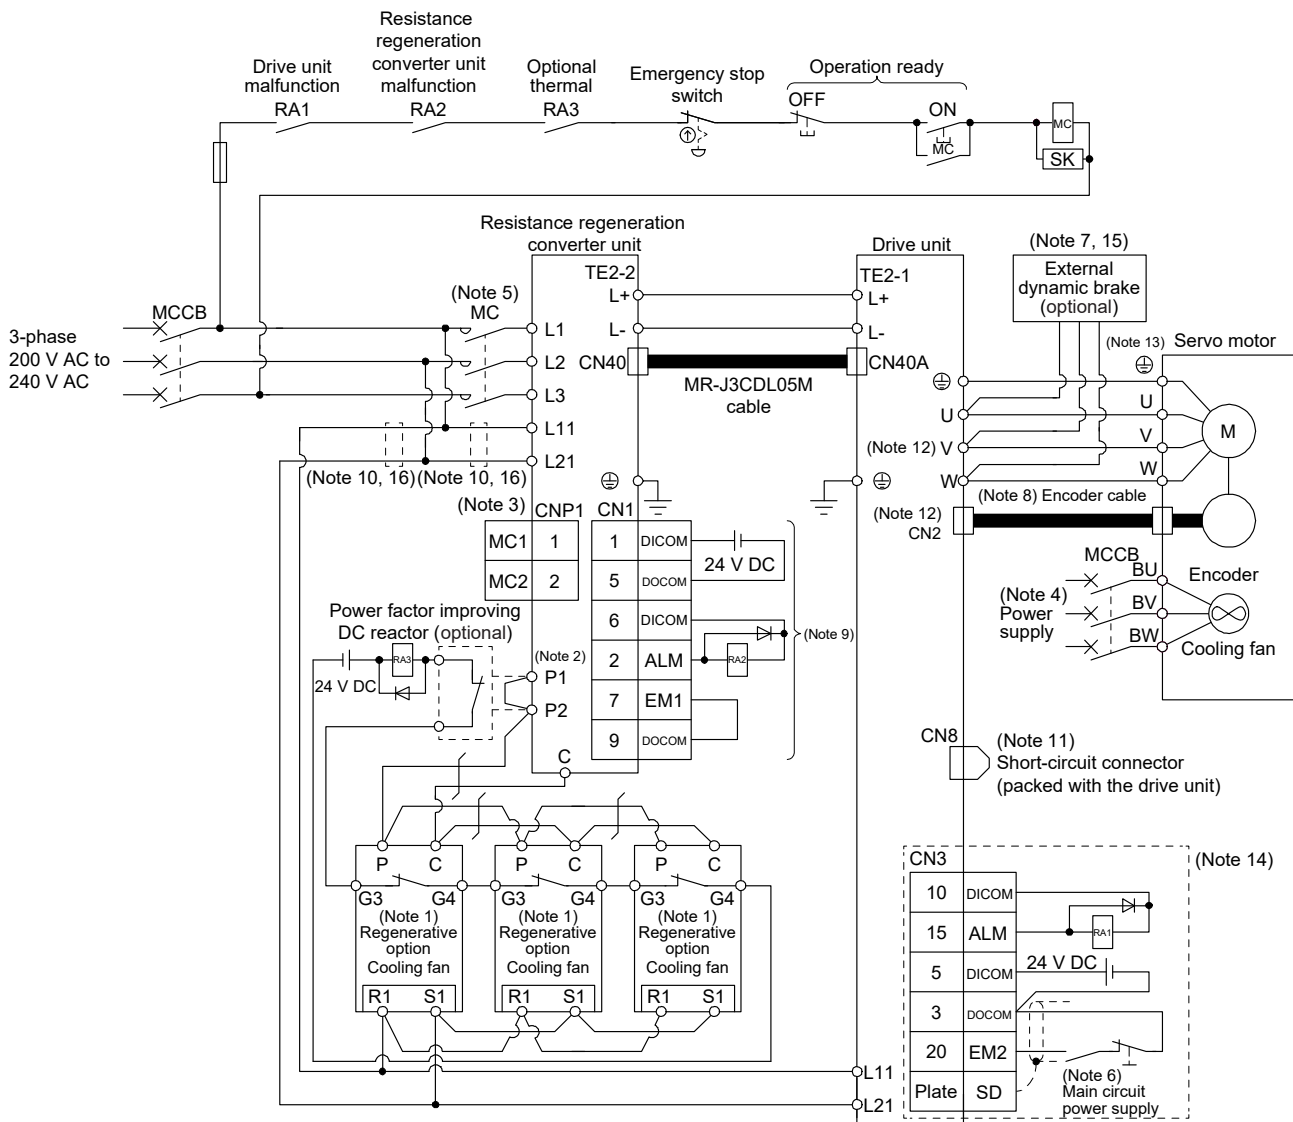 Resistance
regeneration
converter unit
malfunction
RA2
Drive unit
malfunction
RA1
Optional
thermal
RA3
Emergency stop
switch
Operation ready
OFF
ON
MC
MC
SK
Resistance regeneration
converter unit
Drive unit
(Note 7, 15)
External
dynamic brake
(optional)
TE2-2
L+
L-
CN40
TE2-1
L+
L-
CN40A
MR-J3CDL05M
cable
MCCB
(Note 5)
MC
3-phase
200 V AC to
240 V AC
L1
L2
L3
L11
L21
(Note 10, 16)
(Note 10, 16)
(Note 13)
Servo motor
U
V
W
(Note 12)
U
V
W
M
(Note 8) Encoder cable
(Note 12)
CN2
(Note 3)
CNP1
MC1 1
MC2 2
CN1
1 DICOM
5 DOCOM
6 DICOM
2 ALM
7 EM1
9 DOCOM
24 V DC
RA2
(Note 9)
MCCB
BU
BV
BW
(Note 4)
Power
supply
Encoder
Cooling fan
Power factor improving
DC reactor (optional)
RA3
24 V DC
(Note 2)
P1
P2
C
CN8
(Note 11)
Short-circuit connector
(packed with the drive unit)
P C
G3 G4
(Note 1)
Regenerative
option
Cooling fan
R1 S1
P C
G3 G4
(Note 1)
Regenerative
option
Cooling fan
R1 S1
P C
G3 G4
(Note 1)
Regenerative
option
Cooling fan
R1 S1
L11
L21
CN3
(Note 14)
10 DICOM
15 ALM
5 DICOM
3 DOCOM
20 EM2
Plate SD
RA1
24 V DC
(Note 6)
Main circuit
power supply